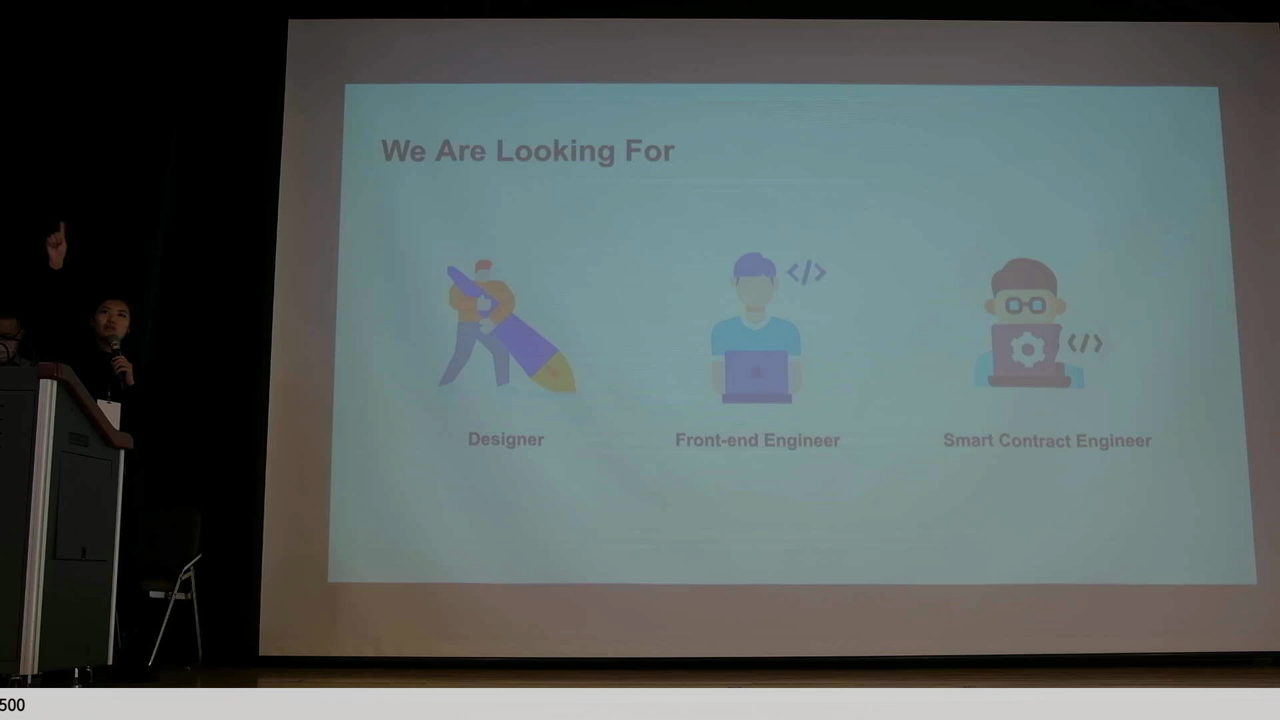 We Are Looking For
</>
</>
Designer
Front-end Engineer
Smart Contract Engineer
500